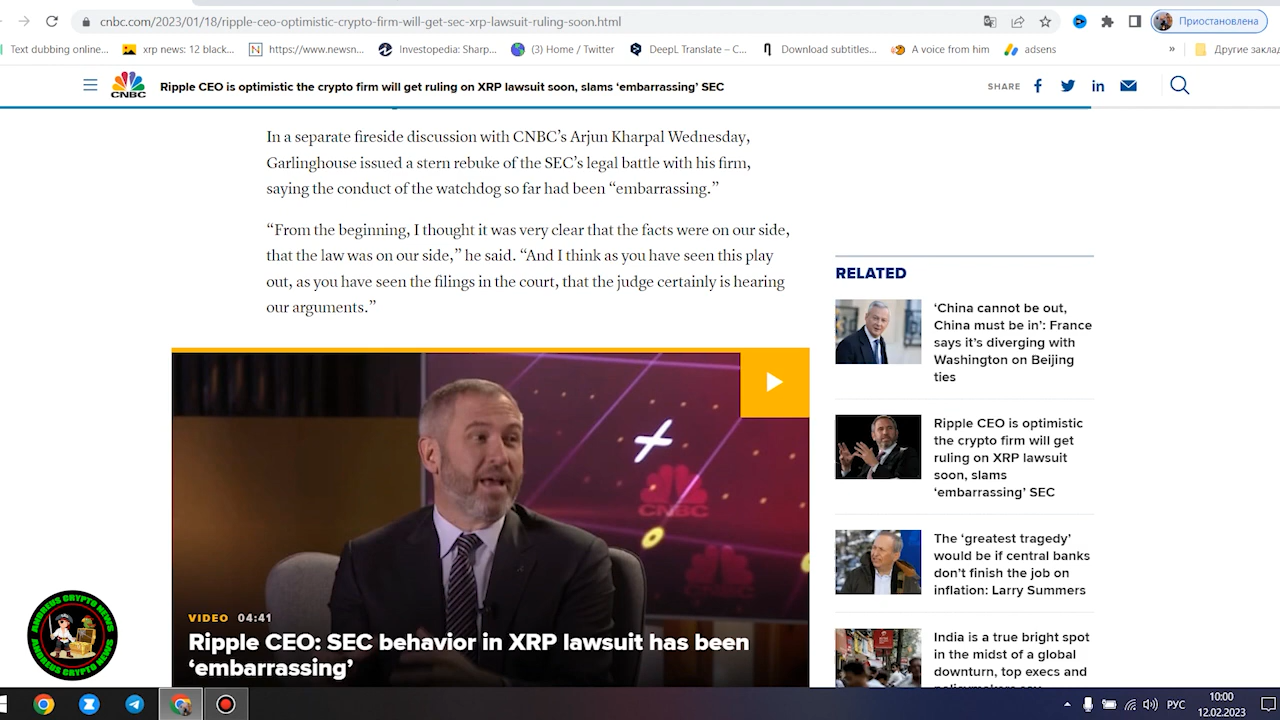 cnbc.com/2023/01/18/ripple-ceo-optimistic-crypto-firm-will-get-sec-xrp-lawsuit-ruling-soon.html
Приостановлена
Text dubbing online...
xrp news: 12 black...
https://www.newsn...
Investopedia: Sharp...
(3) Home / Twitter
DeepL Translate – C...
Download subtitles...
A voice from him
adsens
»
Другие закла
CNBC
Ripple CEO is optimistic the crypto firm will get ruling on XRP lawsuit soon, slams ‘embarrassing’ SEC
SHARE
In a separate fireside discussion with CNBC’s Arjun Kharpal Wednesday,
Garlinghouse issued a stern rebuke of the SEC’s legal battle with his firm,
saying the conduct of the watchdog so far had been “embarrassing.”
“From the beginning, I thought it was very clear that the facts were on our side,
that the law was on our side,” he said. “And I think as you have seen this play
out, as you have seen the filings in the court, that the judge certainly is hearing
our arguments.”
CNBC
VIDEO 04:41
Ripple CEO: SEC behavior in XRP lawsuit has been
‘embarrassing’
RELATED
‘China cannot be out,
China must be in’: France
says it’s diverging with
Washington on Beijing
ties
Ripple CEO is optimistic
the crypto firm will get
ruling on XRP lawsuit
soon, slams
‘embarrassing’ SEC
The ‘greatest tragedy’
would be if central banks
don’t finish the job on
inflation: Larry Summers
India is a true bright spot
in the midst of a global
downturn, top execs and
ANDREUS CRYPTO NEWS
ANDREUS CRYPTO NEWS
РУС
10:00
12.02.2023